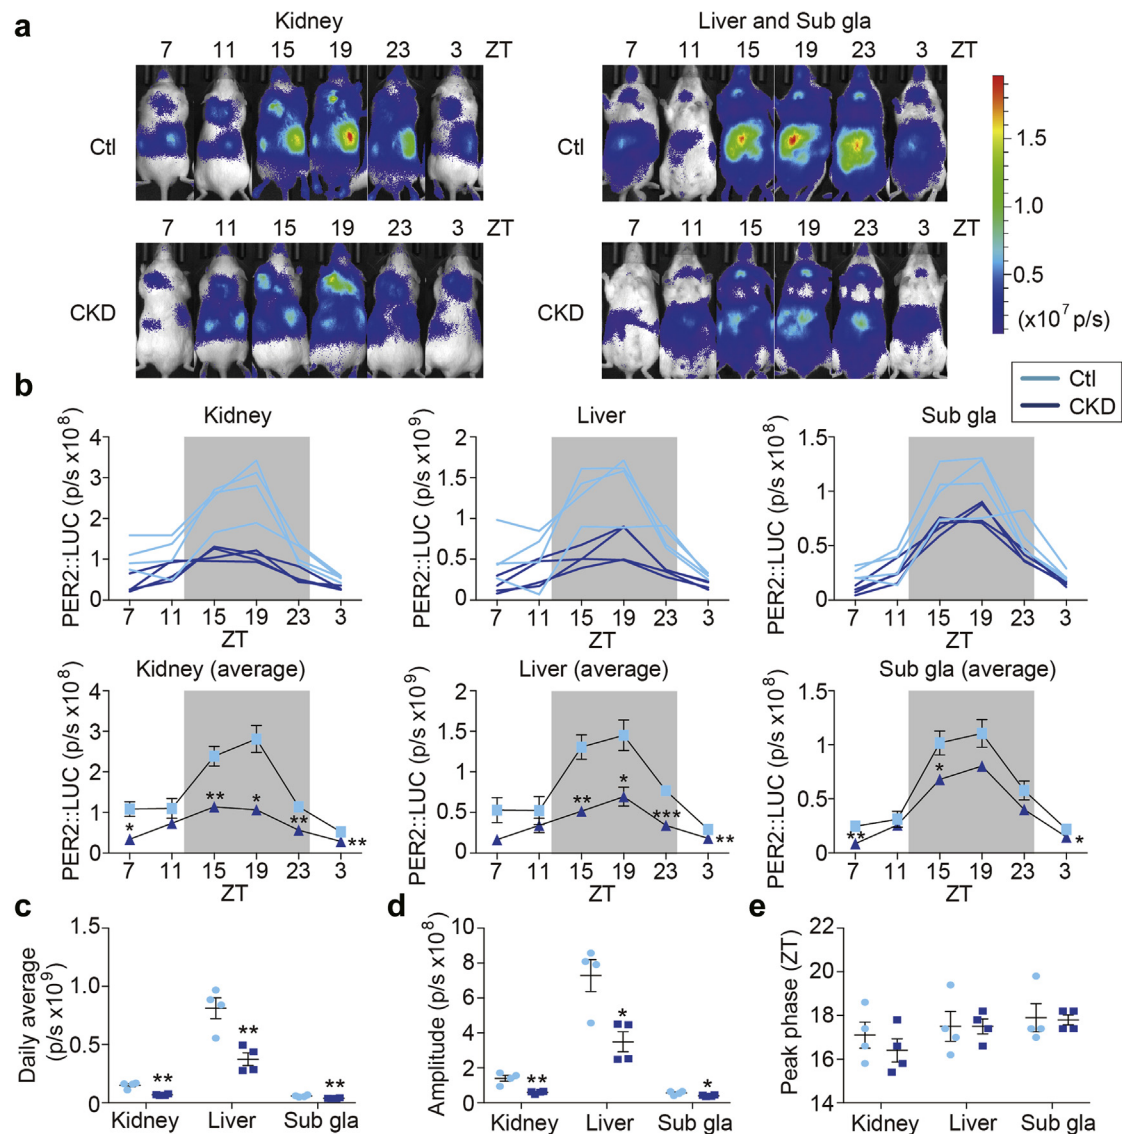 a
Kidney
7 11 15 19 23 3 ZT
Ctl
7 11 15 19 23 3 ZT
CKD
Liver and Sub gla
7 11 15 19 23 3 ZT
Ctl
7 11 15 19 23 3 ZT
CKD
1.5
1.0
0.5
(x10⁷ p/s)
Ctl
CKD
b
Kidney
PER2::LUC (p/s x10⁸)
4
3
2
1
0
7 11 15 19 23 3
ZT
Liver
PER2::LUC (p/s x10⁹)
2
1.5
1
0.5
0
7 11 15 19 23 3
ZT
Sub gla
PER2::LUC (p/s x10⁸)
1.5
1
0.5
0
7 11 15 19 23 3
ZT
Kidney (average)
PER2::LUC (p/s x10⁸)
4
3
2
1
0
* ** * ** **
7 11 15 19 23 3
ZT
Liver (average)
PER2::LUC (p/s x10⁹)
2
1.5
1
0.5
0
** * *** **
7 11 15 19 23 3
ZT
Sub gla (average)
PER2::LUC (p/s x10⁸)
1.5
1
0.5
0
** * *
7 11 15 19 23 3
ZT
c
Daily average
(p/s x10⁹)
1.5
1.0
0.5
0
** ** **
Kidney Liver Sub gla
d
Amplitude (p/s x10⁸)
10
8
6
4
2
0
** * *
Kidney Liver Sub gla
e
Peak phase (ZT)
22
20
18
16
14
Kidney Liver Sub gla